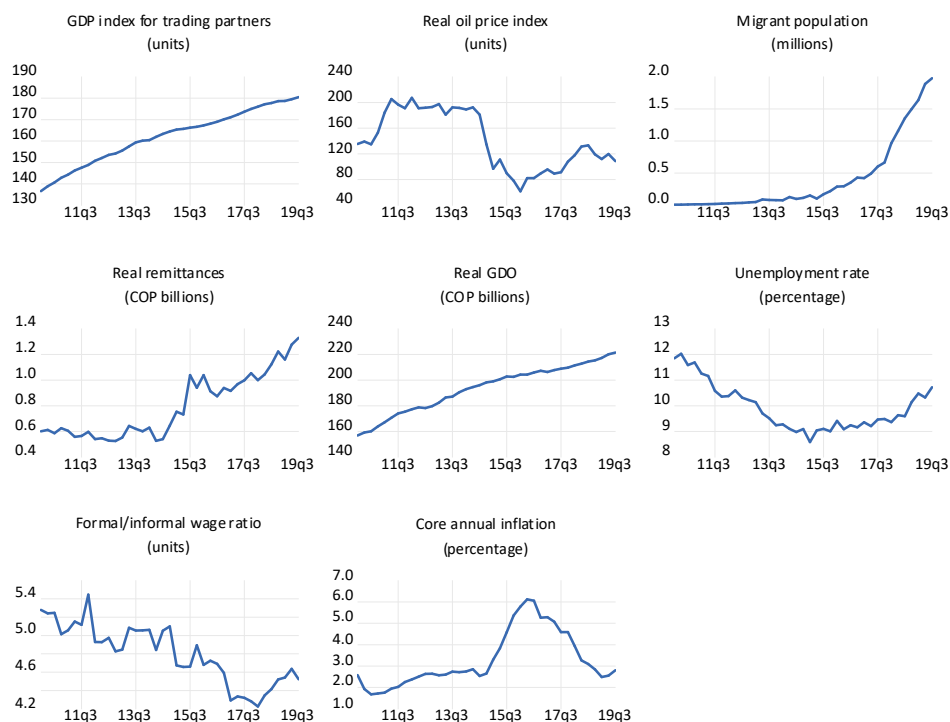 GDP index for trading partners
(units)
190
180
170
160
150
140
130
11q3 13q3 15q3 17q3 19q3
Real oil price index
(units)
240
200
160
120
80
40
11q3 13q3 15q3 17q3 19q3
Migrant population
(millions)
2.0
1.5
1.0
0.5
0.0
11q3 13q3 15q3 17q3 19q3
Real remittances
(COP billions)
1.4
1.2
1.0
0.8
0.6
0.4
11q3 13q3 15q3 17q3 19q3
Real GDO
(COP billions)
240
220
200
180
160
140
11q3 13q3 15q3 17q3 19q3
Unemployment rate
(percentage)
13
12
11
10
9
8
11q3 13q3 15q3 17q3 19q3
Formal/informal wage ratio
(units)
5.4
5.0
4.6
4.2
11q3 13q3 15q3 17q3 19q3
Core annual inflation
(percentage)
7.0
6.0
5.0
4.0
3.0
2.0
1.0
11q3 13q3 15q3 17q3 19q3